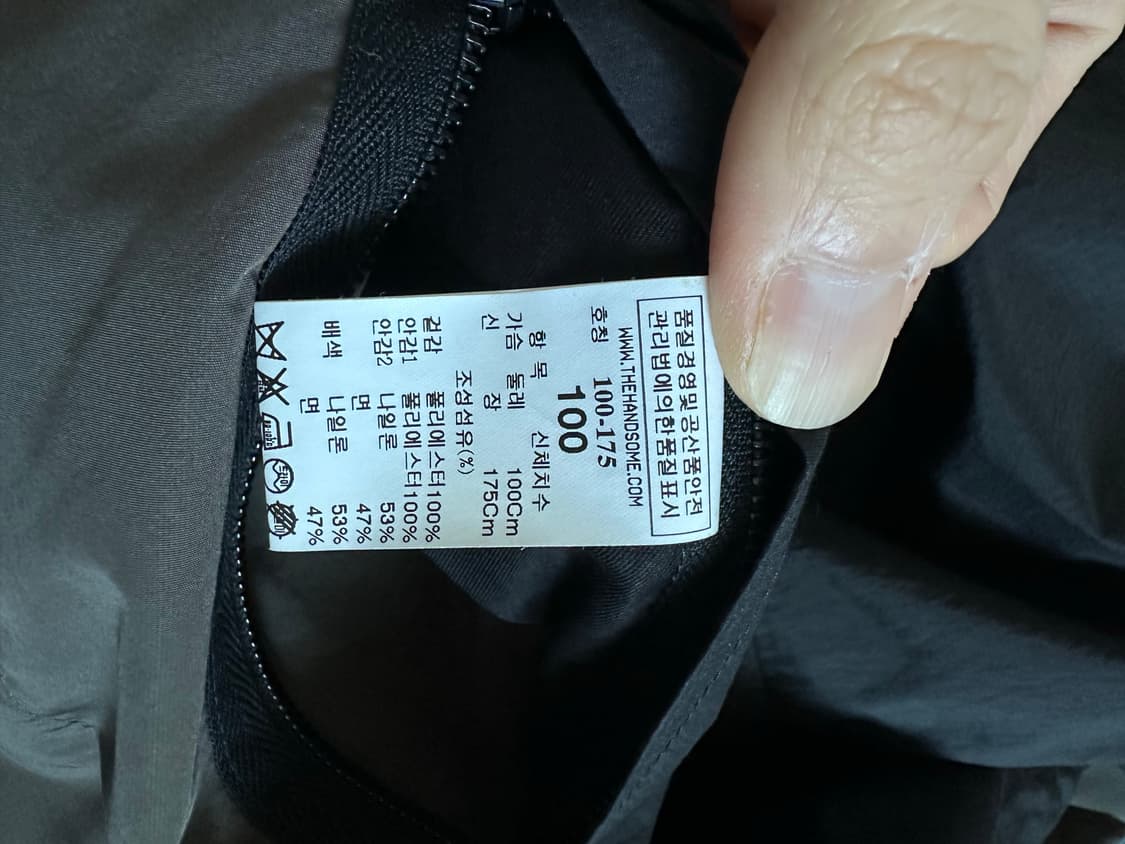 품질경영및공산품안전
관리법에의한품질표시
WWW.THEHANDSOME.COM
호칭 100-175
100
항 목 신체치수
가슴 둘레 100Cm
신 장 175Cm
조성섬유(%)
겉감 폴리에스터100%
안감1 폴리에스터100%
안감2 나일론 53%
면 47%
배색 나일론 53%
면 47%